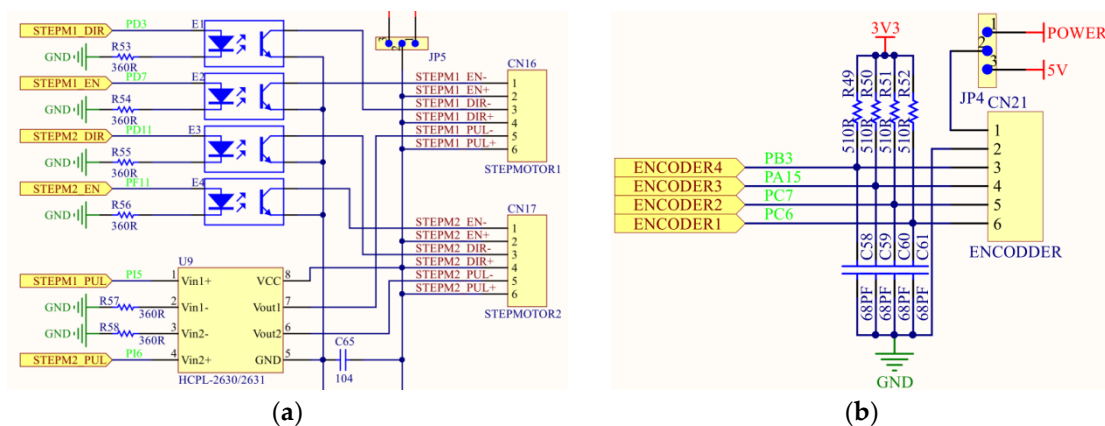 STEPM1_DIR PD3 E1
GND R53
360R
JP5
CN16
STEPM1_EN PD7 E2
GND R54
360R
STEPM1 EN- 1
STEPM1 EN+ 2
STEPM1 DIR- 3
STEPM1 DIR+ 4
STEPM1 PUL- 5
STEPM1 PUL+ 6
STEPMOTOR1
STEPM2_DIR PD11 E3
GND R55
360R
STEPM2_EN PF11 E4
GND R56
360R
CN17
STEPM2 EN- 1
STEPM2 EN+ 2
STEPM2 DIR- 3
STEPM2 DIR+ 4
STEPM2 PUL- 5
STEPM2 PUL+ 6
STEPMOTOR2
U9
STEPM1_PUL PI5 1 Vin1+ VCC 8
GND R57 2 Vin1- Vout1 7
GND R58 3 Vin2- Vout2 6
360R
STEPM2_PUL PI6 4 Vin2+ GND 5
HCPL-2630/2631
C65
104
(a)
3V3
R49 R50 R51 R52
510R 510R 510R 510R
1 POWER
2
3 5V
JP4
CN21
1
2
ENCODER4 PB3 3
ENCODER3 PA15 4
ENCODER2 PC7 5
ENCODER1 PC6 6
ENCODDER
C58 C59 C60 C61
68PF 68PF 68PF 68PF
GND
(b)